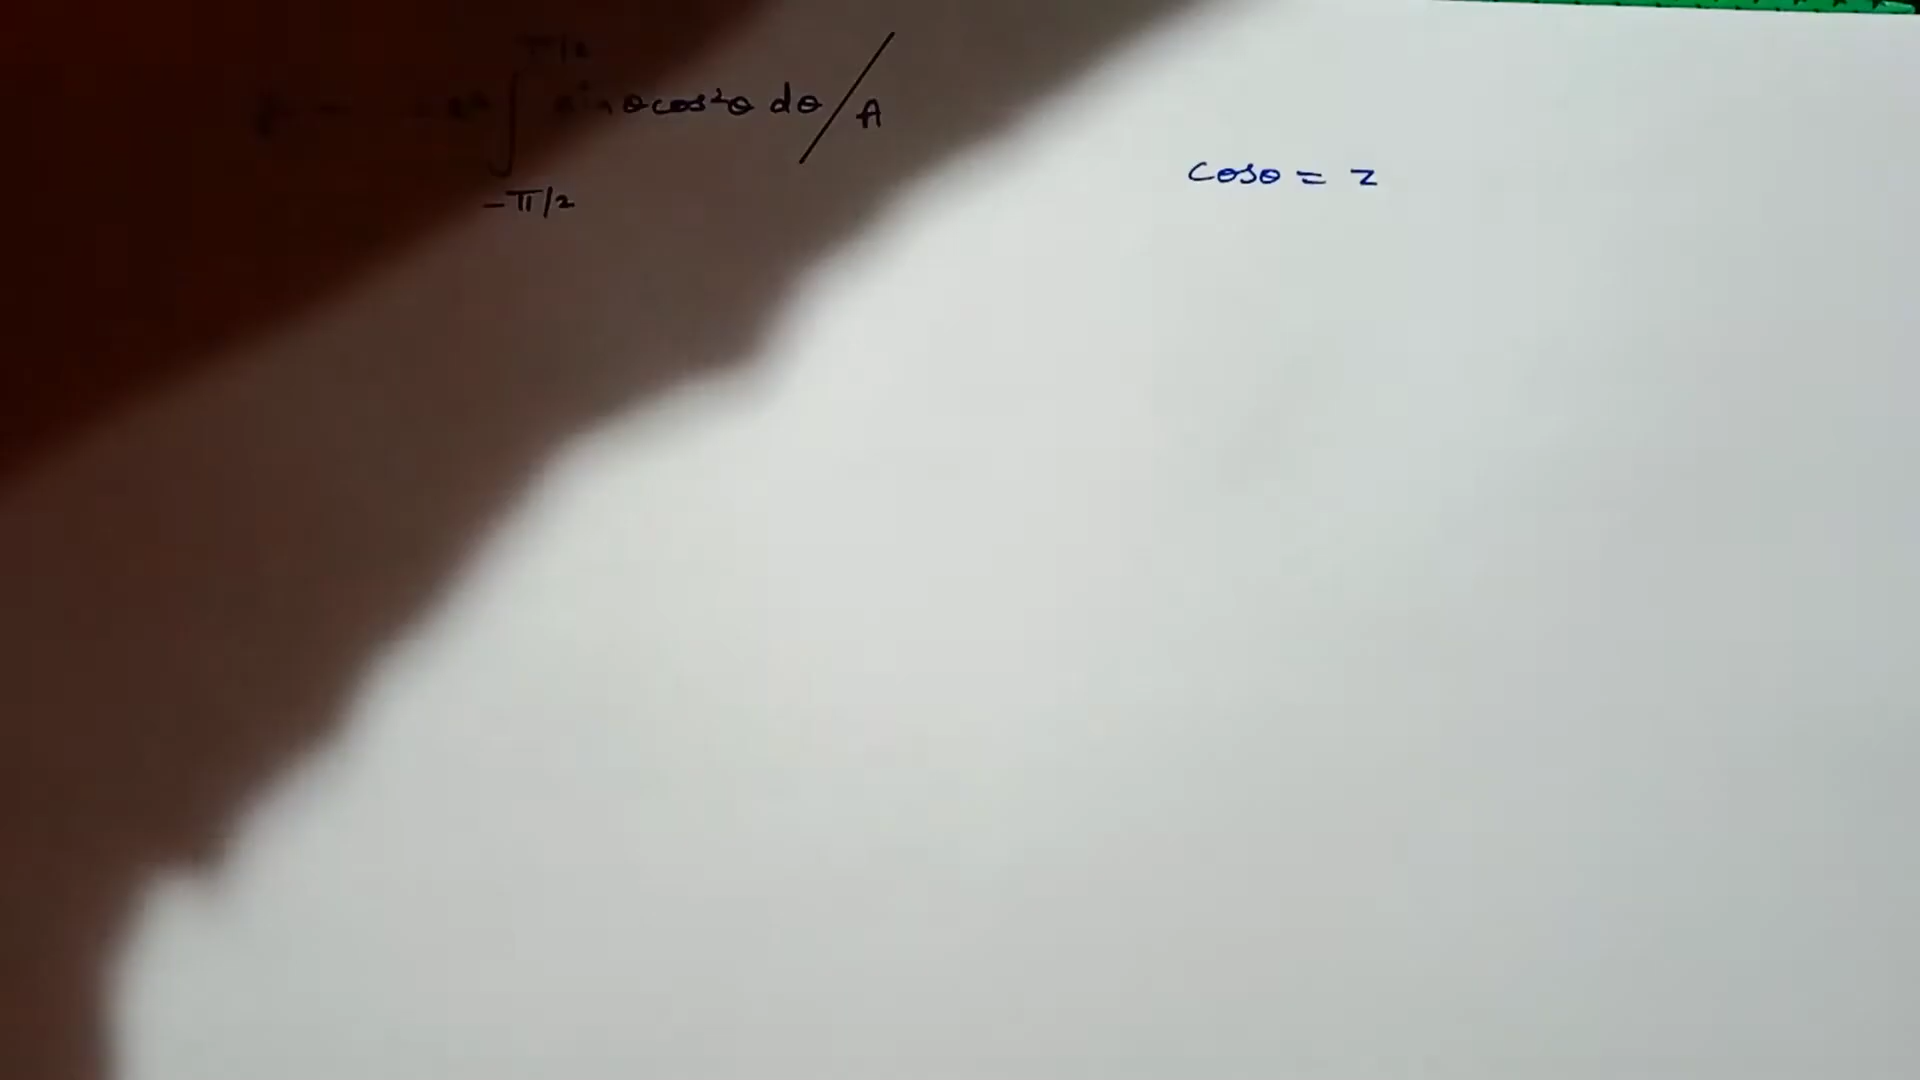 π/2
∫ sinθcos²θ dθ/A
-π/2
cosθ = z